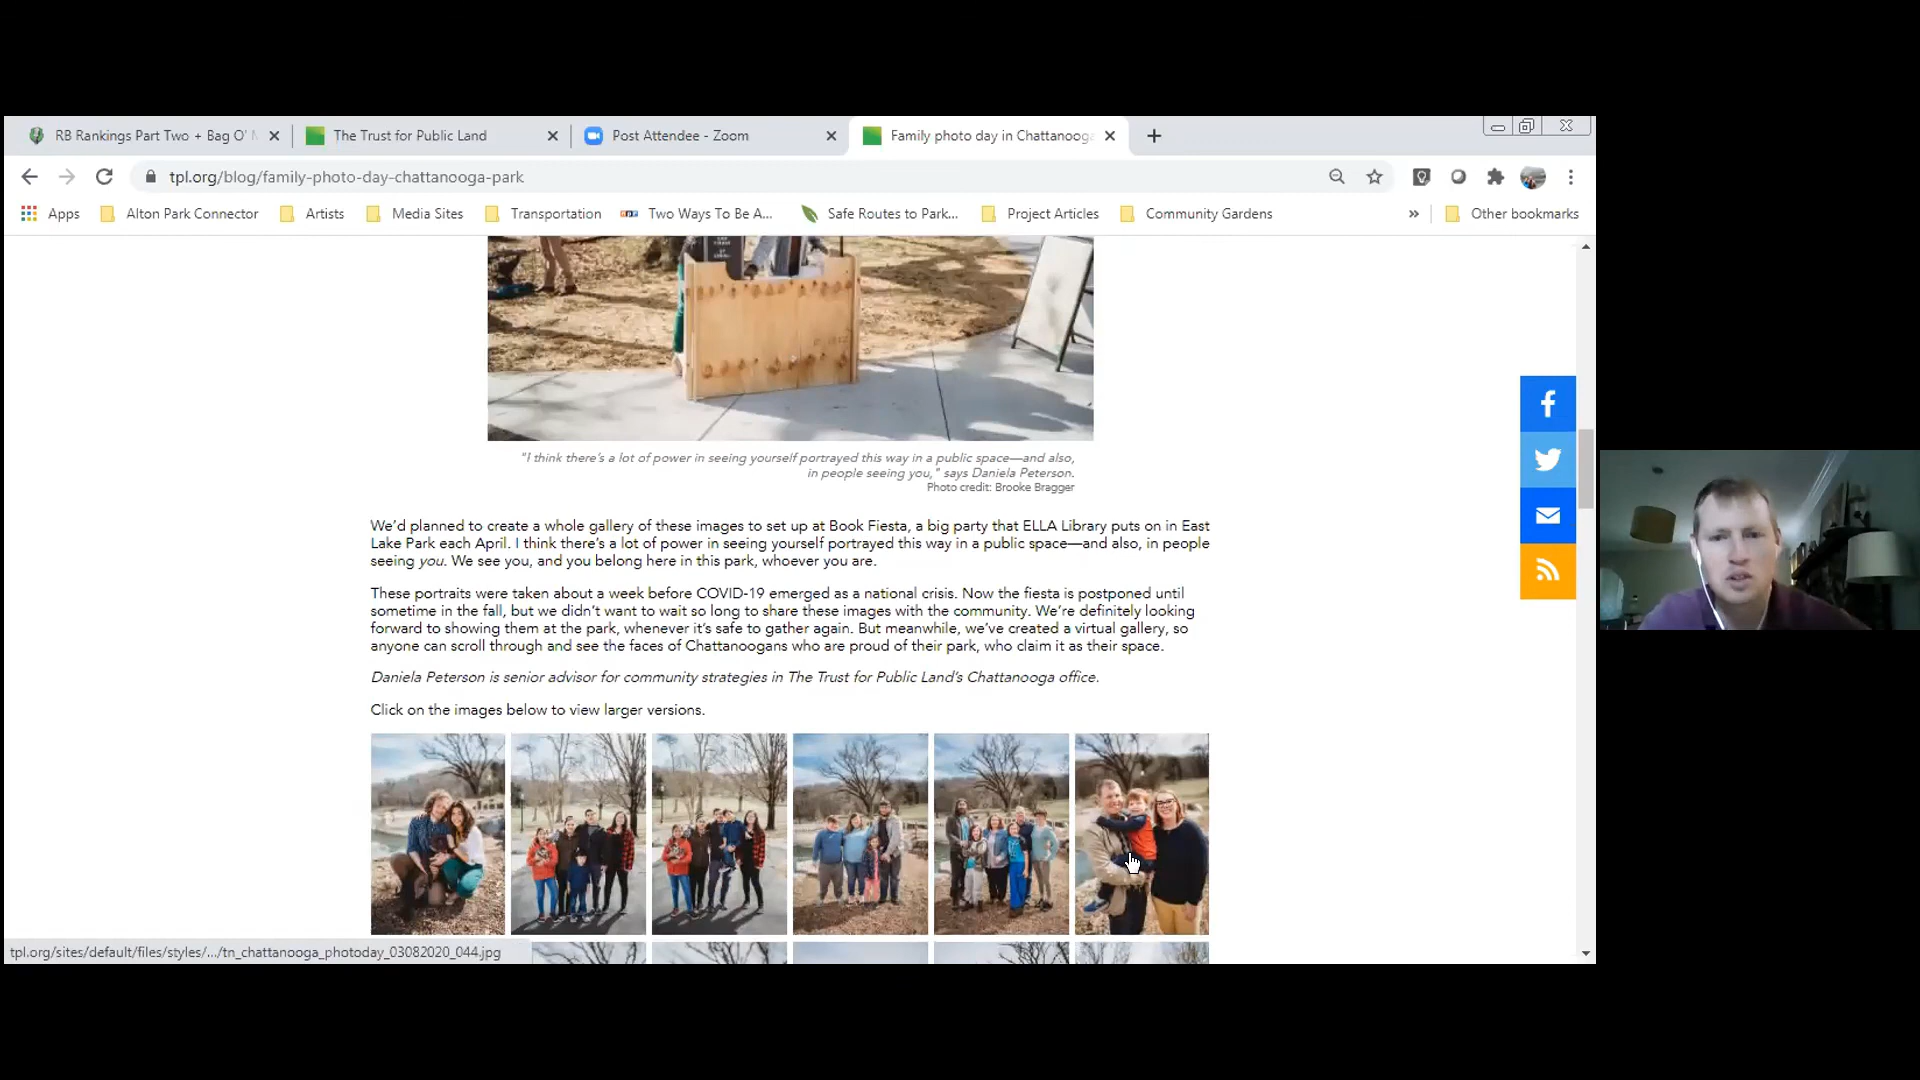 RB Rankings Part Two + Bag O'
The Trust for Public Land
Post Attendee - Zoom
Family photo day in Chattanooga
tpl.org/blog/family-photo-day-chattanooga-park
Apps
Alton Park Connector
Artists
Media Sites
Transportation
Two Ways To Be A...
Safe Routes to Park...
Project Articles
Community Gardens
»
Other bookmarks
"I think there's a lot of power in seeing yourself portrayed this way in a public space—and also,
in people seeing you," says Daniela Peterson.
Photo credit: Brooke Bragger
We'd planned to create a whole gallery of these images to set up at Book Fiesta, a big party that ELLA Library puts on in East
Lake Park each April. I think there's a lot of power in seeing yourself portrayed this way in a public space—and also, in people
seeing you. We see you, and you belong here in this park, whoever you are.
These portraits were taken about a week before COVID-19 emerged as a national crisis. Now the fiesta is postponed until
sometime in the fall, but we didn't want to wait so long to share these images with the community. We're definitely looking
forward to showing them at the park, whenever it's safe to gather again. But meanwhile, we've created a virtual gallery, so
anyone can scroll through and see the faces of Chattanoogans who are proud of their park, who claim it as their space.
Daniela Peterson is senior advisor for community strategies in The Trust for Public Land's Chattanooga office.
Click on the images below to view larger versions.
tpl.org/sites/default/files/styles/.../tn_chattanooga_photoday_03082020_044.jpg